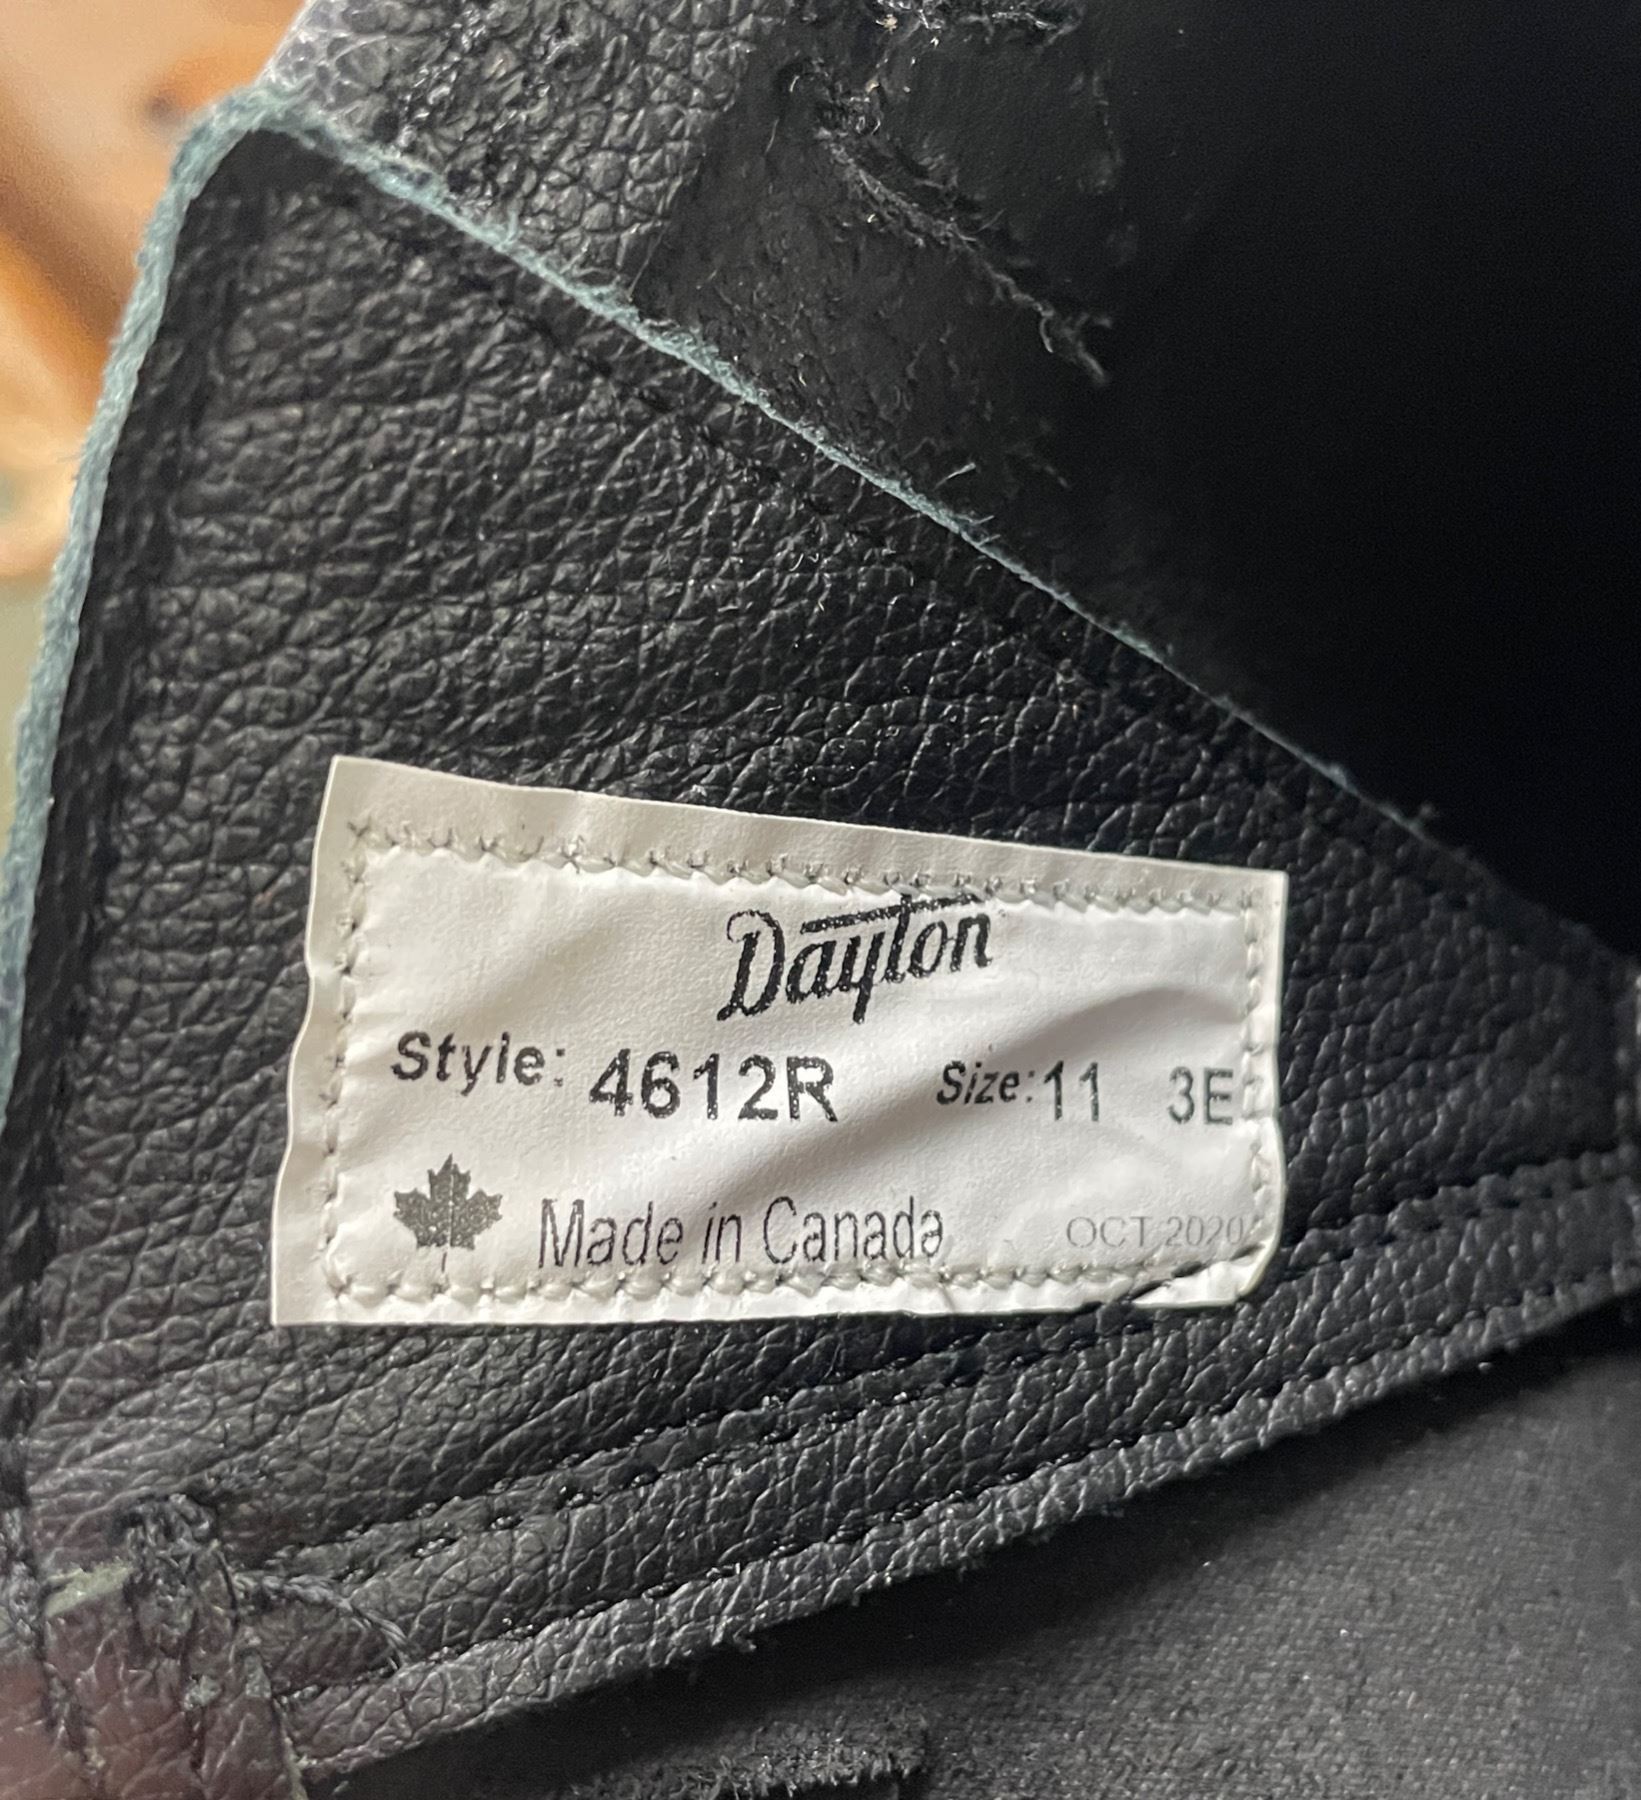 Dayton
Style: 4612R Size: 11 3E
Made in Canada OCT 2020